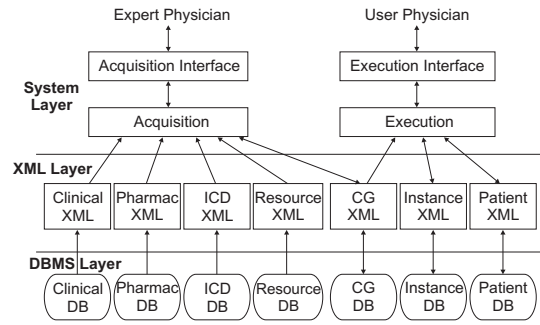 Expert Physician
User Physician
Acquisition Interface
Execution Interface
System
Layer
Acquisition
Execution
XML Layer
Clinical
XML
Pharmac
XML
ICD
XML
Resource
XML
CG
XML
Instance
XML
Patient
XML
DBMS Layer
Clinical
DB
Pharmac
DB
ICD
DB
Resource
DB
CG
DB
Instance
DB
Patient
DB